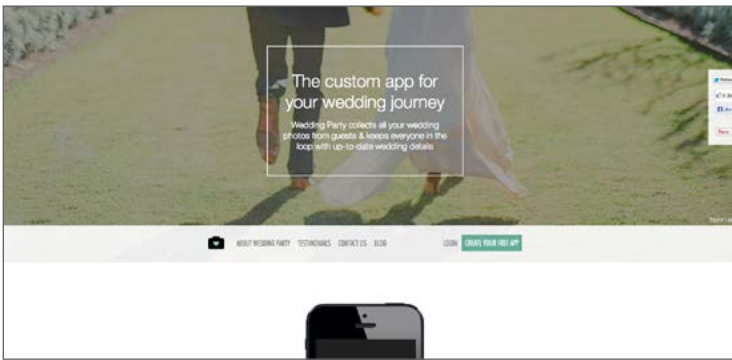 The custom app for
your wedding journey
Wedding Party collects all your wedding
photos from guests & keeps everyone in the
loop with up-to-date wedding details
ABOUT WEDDING PARTY TESTIMONIALS CONTACT US BLOG LOGIN CREATE YOUR FREE APP